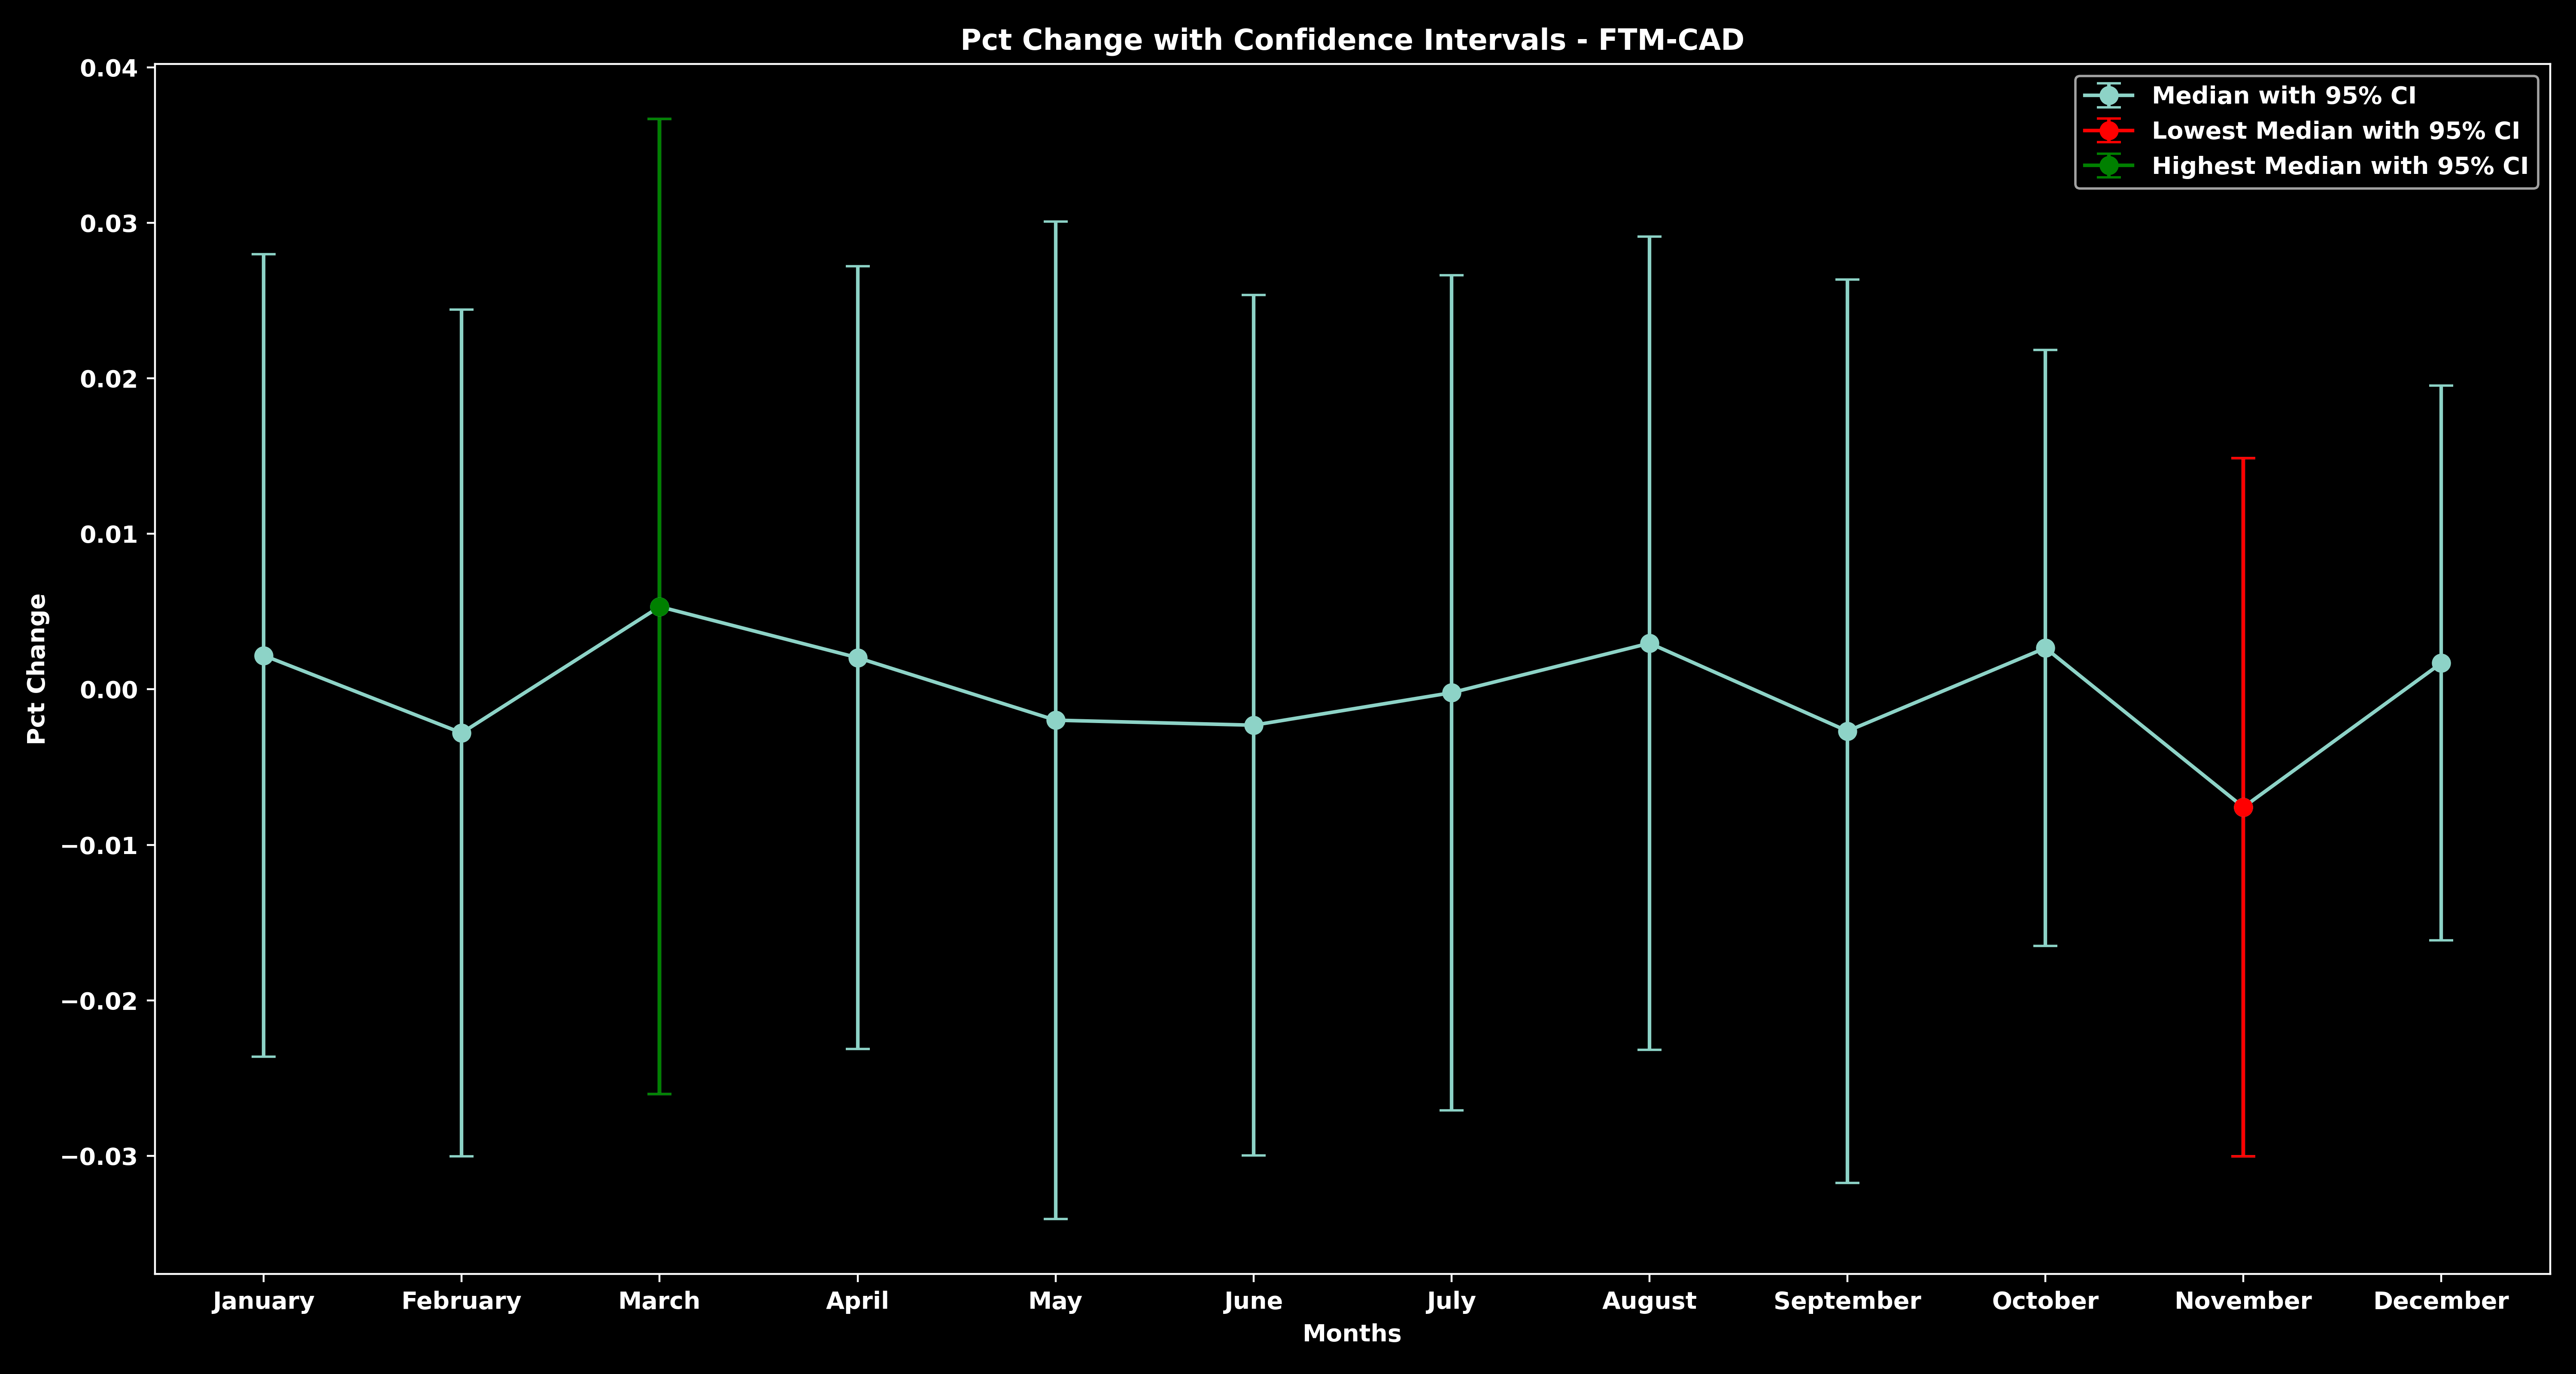 Pct Change with Confidence Intervals - FTM-CAD
Median with 95% CI
Lowest Median with 95% CI
Highest Median with 95% CI
Pct Change
0.04
0.03
0.02
0.01
0.00
−0.01
−0.02
−0.03
January February March April May June July August September October November December
Months